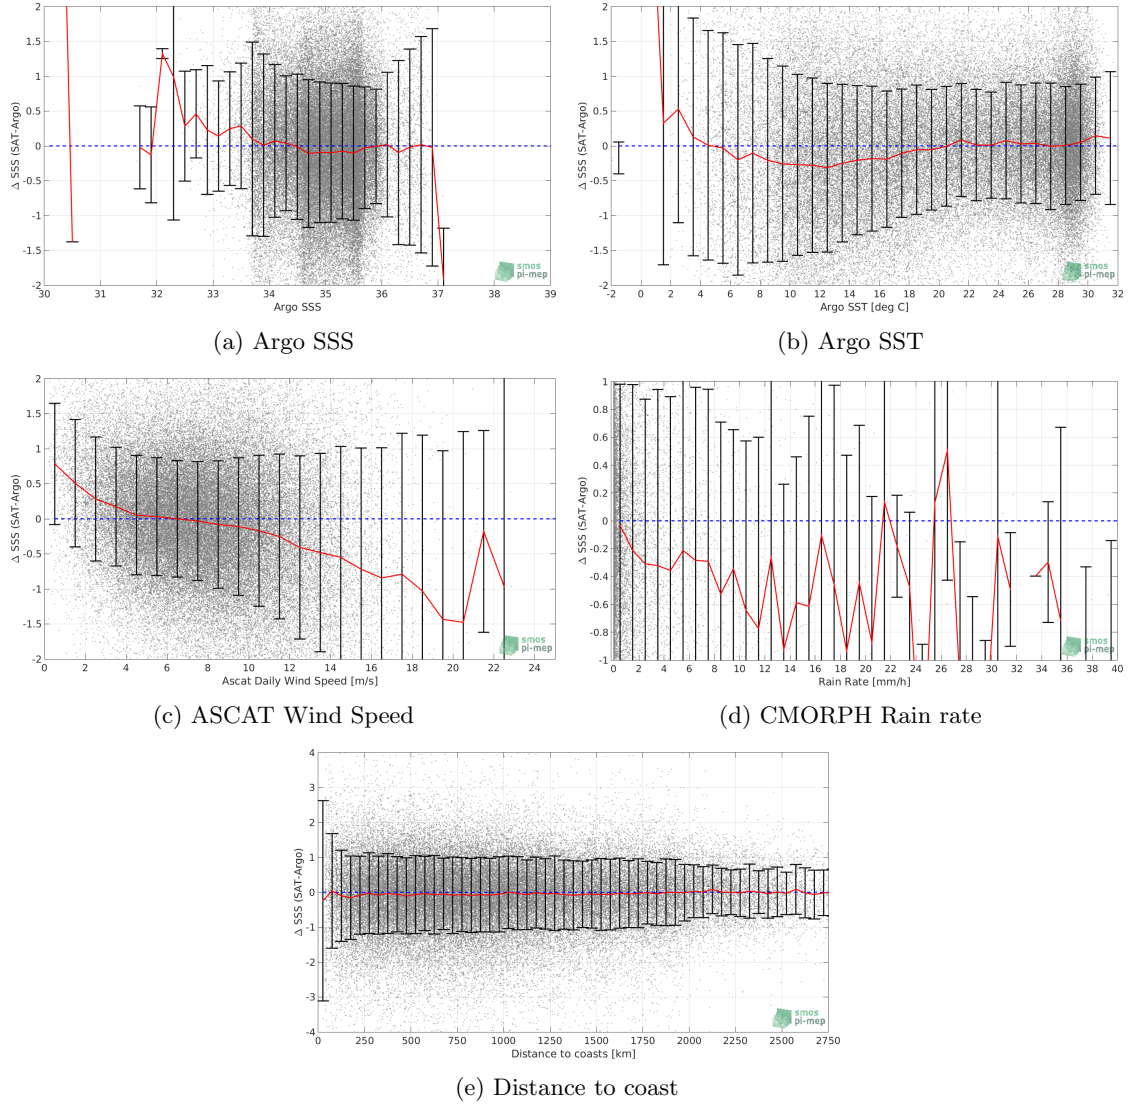 2
1.5
1
0.5
0
-0.5
-1
-1.5
-2
Δ SSS (SAT-Argo)
30 31 32 33 34 35 36 37 38 39
Argo SSS
smos
pi-mep
(a) Argo SSS
2
1.5
1
0.5
0
-0.5
-1
-1.5
-2
Δ SSS (SAT-Argo)
-2 0 2 4 6 8 10 12 14 16 18 20 22 24 26 28 30 32
Argo SST [deg C]
smos
pi-mep
(b) Argo SST
2
1.5
1
0.5
0
-0.5
-1
-1.5
-2
Δ SSS (SAT-Argo)
0 2 4 6 8 10 12 14 16 18 20 22 24
Ascat Daily Wind Speed [m/s]
smos
pi-mep
(c) ASCAT Wind Speed
1
0.8
0.6
0.4
0.2
0
-0.2
-0.4
-0.6
-0.8
-1
Δ SSS (SAT-Argo)
0 2 4 6 8 10 12 14 16 18 20 22 24 26 28 30 32 34 36 38 40
Rain Rate [mm/h]
smos
pi-mep
(d) CMORPH Rain rate
4
3
2
1
0
-1
-2
-3
-4
Δ SSS (SAT-Argo)
0 250 500 750 1000 1250 1500 1750 2000 2250 2500 2750
Distance to coasts [km]
smos
pi-mep
(e) Distance to coast